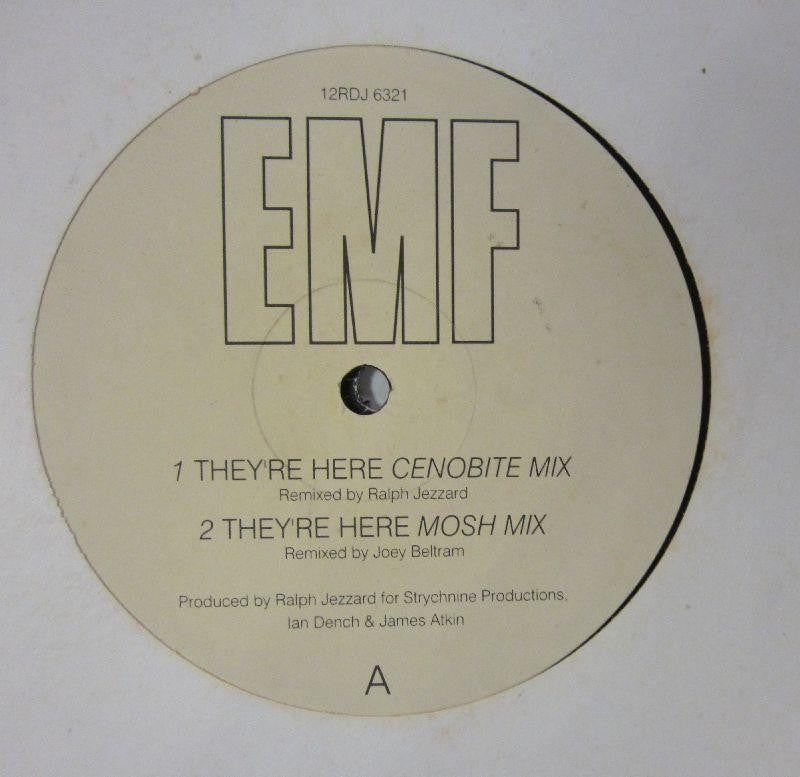 12RDJ 6321
EMF
1 THEY'RE HERE CENOBITE MIX
Remixed by Ralph Jezzard
2 THEY'RE HERE MOSH MIX
Remixed by Joey Beltram
Produced by Ralph Jezzard for Strychnine Productions,
Ian Dench & James Atkin
A